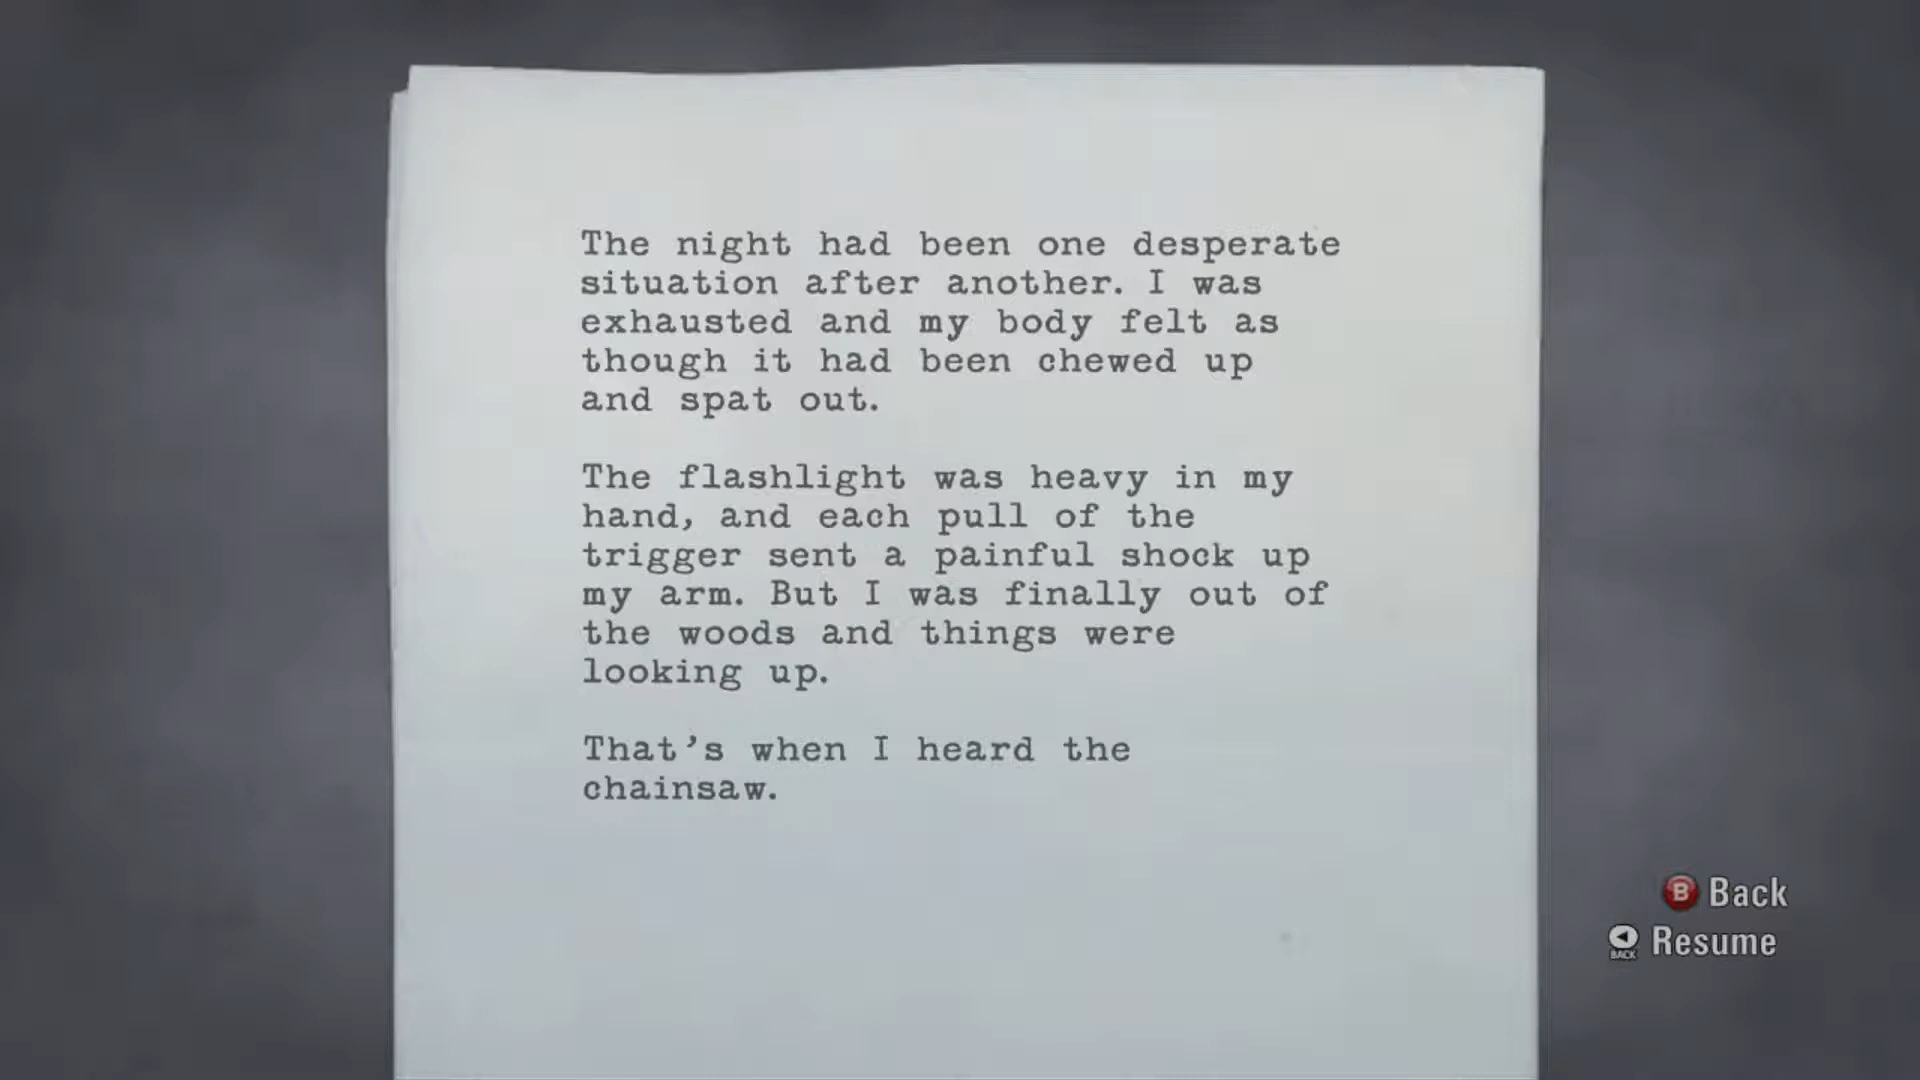 The night had been one desperate
situation after another. I was
exhausted and my body felt as
though it had been chewed up
and spat out.
The flashlight was heavy in my
hand, and each pull of the
trigger sent a painful shock up
my arm. But I was finally out of
the woods and things were
looking up.
That's when I heard the
chainsaw.
B Back
BACK Resume